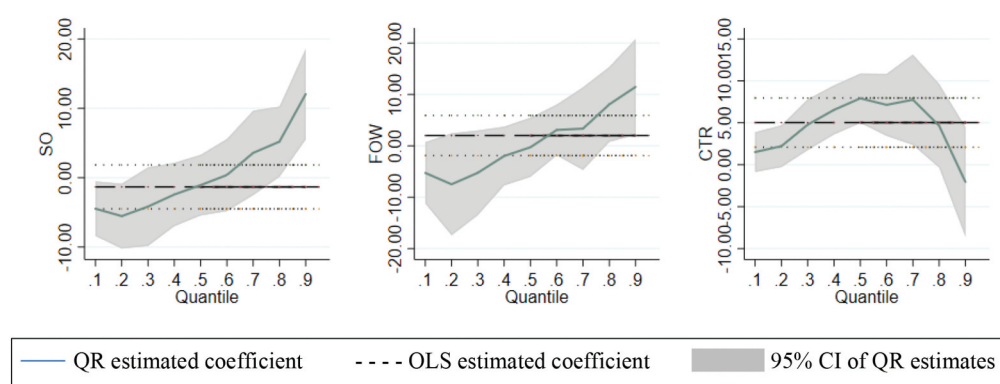 SO
20.00
10.00
0.00
-10.00
.1 .2 .3 .4 .5 .6 .7 .8 .9
Quantile
FOW
20.00
10.00
0.00
-10.00
-20.00
.1 .2 .3 .4 .5 .6 .7 .8 .9
Quantile
CTR
15.00
10.00
5.00
0.00
-5.00
-10.00
.1 .2 .3 .4 .5 .6 .7 .8 .9
Quantile
QR estimated coefficient
OLS estimated coefficient
95% CI of QR estimates